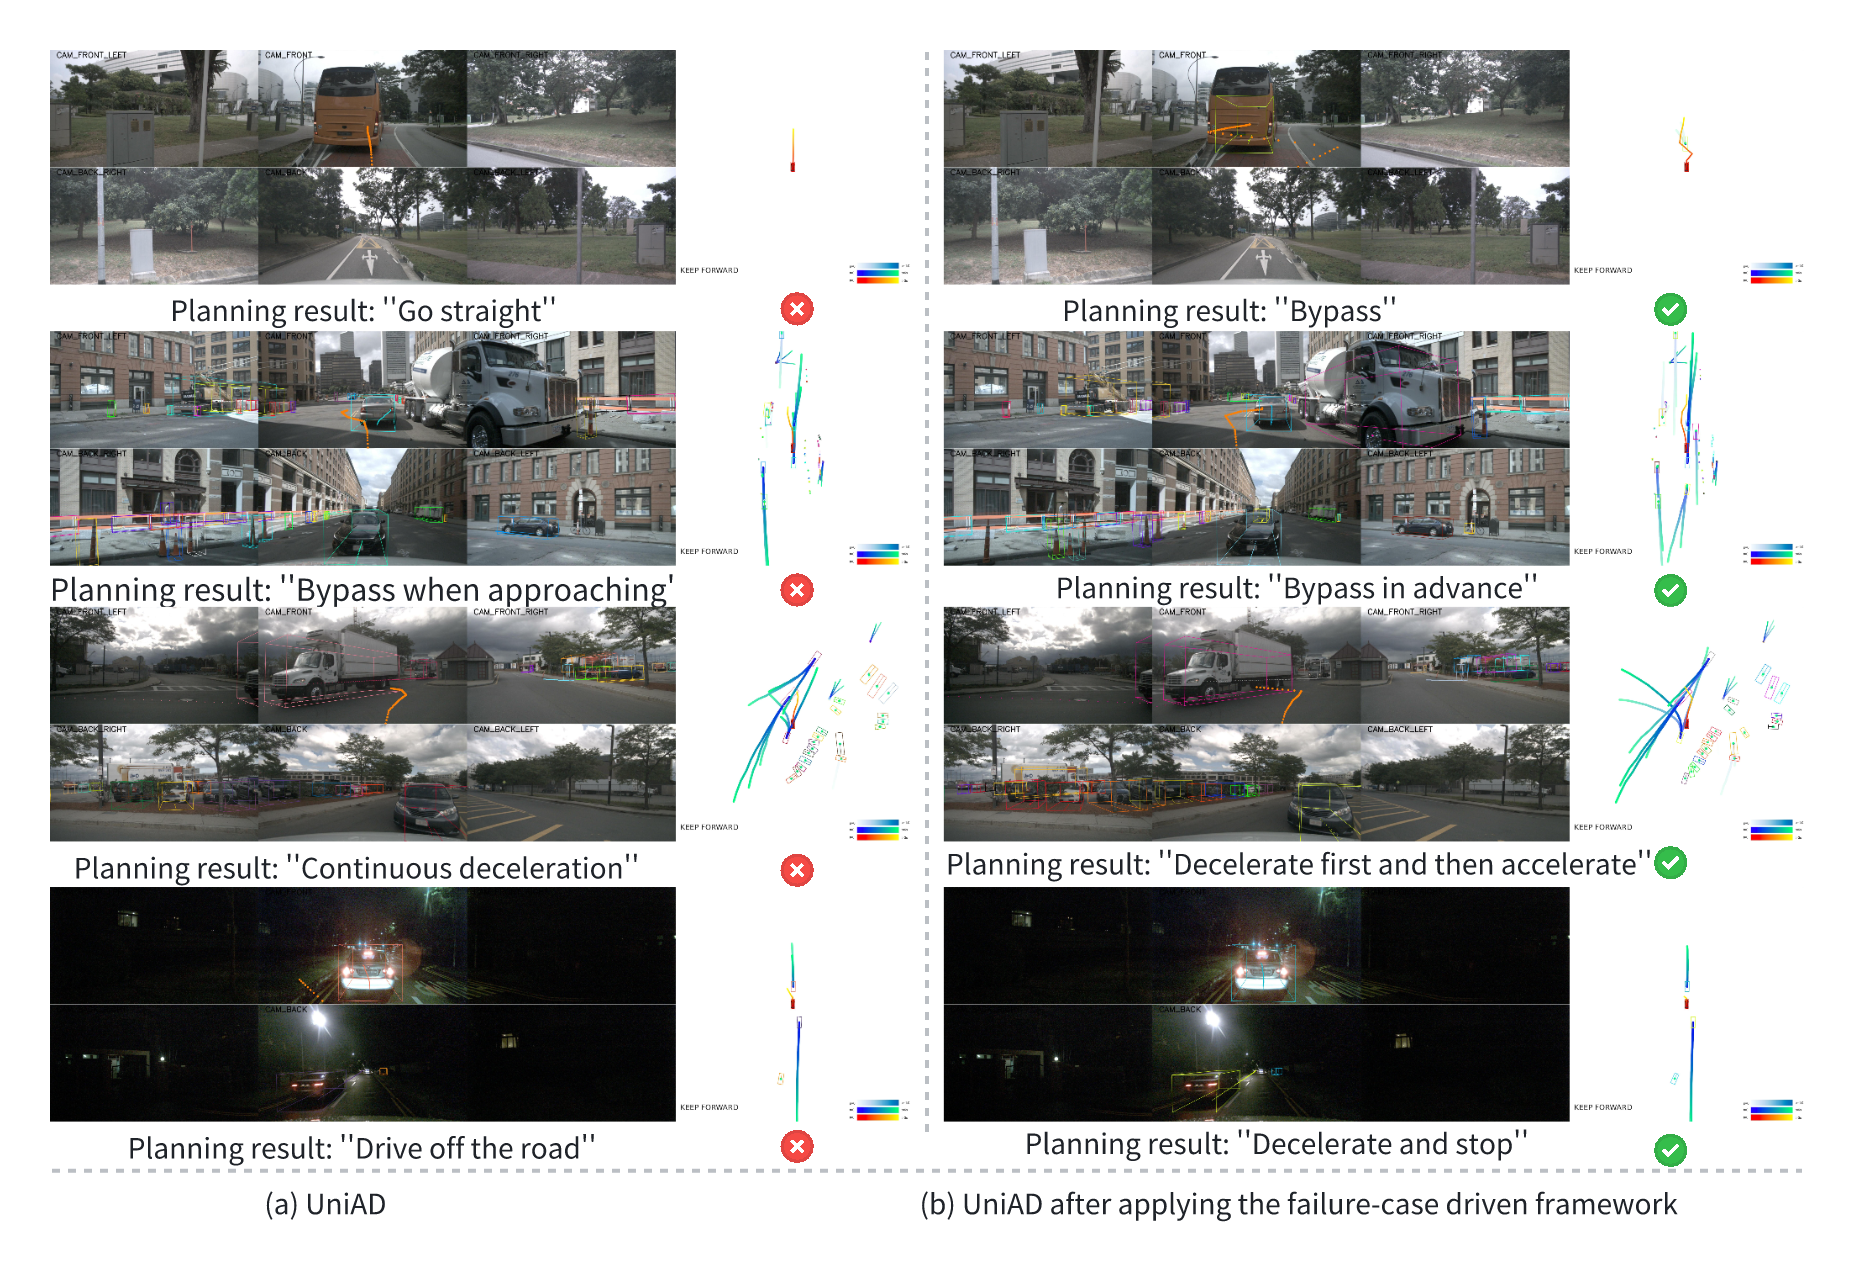 CAM_FRONT_LEFT
CAM_FRONT
CAM_FRONT_RIGHT
CAM_BACK_RIGHT
CAM_BACK
CAM_BACK_LEFT
KEEP FORWARD
Planning result: "Go straight"
CAM_FRONT_LEFT
CAM_FRONT
CAM_FRONT_RIGHT
CAM_BACK_RIGHT
CAM_BACK
CAM_BACK_LEFT
KEEP FORWARD
Planning result: "Bypass"
CAM_FRONT_LEFT
CAM_FRONT
CAM_FRONT_RIGHT
CAM_BACK_RIGHT
CAM_BACK
CAM_BACK_LEFT
KEEP FORWARD
Planning result: "Bypass when approaching'
CAM_FRONT_LEFT
CAM_FRONT
CAM_FRONT_RIGHT
CAM_BACK_RIGHT
CAM_BACK
CAM_BACK_LEFT
KEEP FORWARD
Planning result: "Bypass in advance"
CAM_FRONT_LEFT
CAM_FRONT
CAM_FRONT_RIGHT
CAM_BACK_RIGHT
CAM_BACK
CAM_BACK_LEFT
KEEP FORWARD
Planning result: "Continuous deceleration"
CAM_FRONT_LEFT
CAM_FRONT
CAM_FRONT_RIGHT
CAM_BACK_RIGHT
CAM_BACK
CAM_BACK_LEFT
KEEP FORWARD
Planning result: "Decelerate first and then accelerate"
CAM_BACK
KEEP FORWARD
Planning result: "Drive off the road"
CAM_BACK
KEEP FORWARD
Planning result: "Decelerate and stop"
(a) UniAD
(b) UniAD after applying the failure-case driven framework